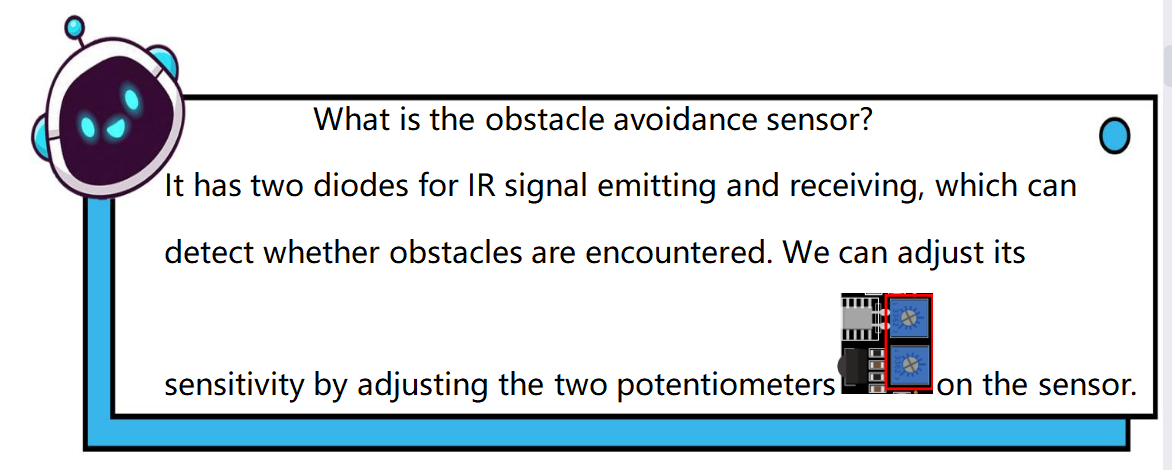 What is the obstacle avoidance sensor?
It has two diodes for IR signal emitting and receiving, which can
detect whether obstacles are encountered. We can adjust its
sensitivity by adjusting the two potentiometers on the sensor.